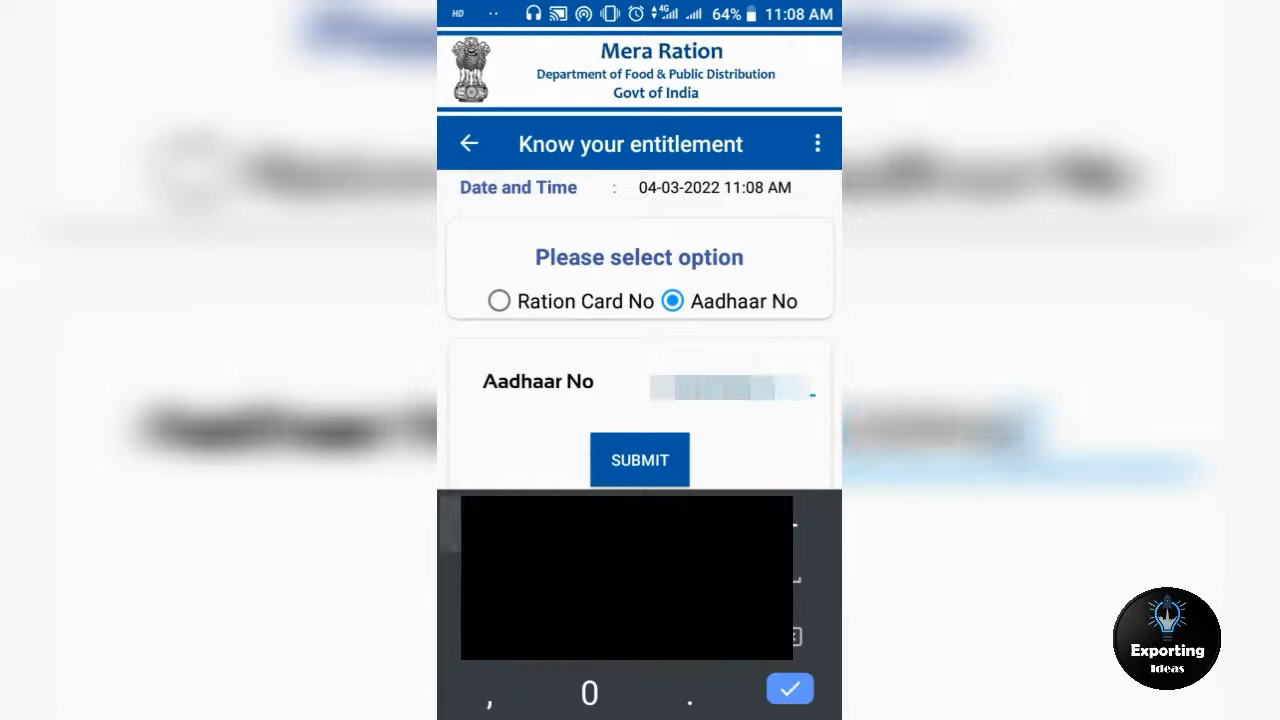 HD 4G 64% 11:08 AM
Mera Ration
Department of Food & Public Distribution
Govt of India
Know your entitlement
Date and Time : 04-03-2022 11:08 AM
Please select option
Ration Card No Aadhaar No
Aadhaar No
SUBMIT
, 0 .
Exporting
Ideas